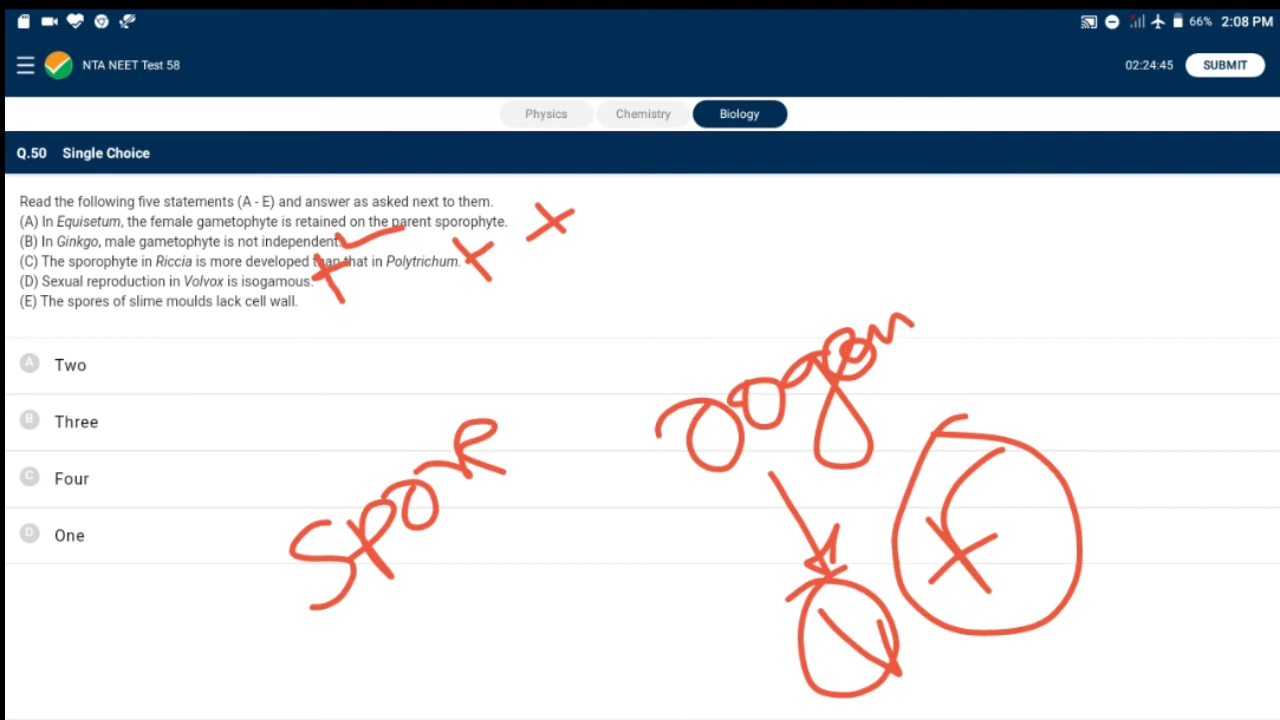 66% 2:08 PM
NTA NEET Test 58
02:24:45 SUBMIT
Physics Chemistry Biology
Q.50 Single Choice
Read the following five statements (A - E) and answer as asked next to them.
(A) In Equisetum, the female gametophyte is retained on the parent sporophyte.
(B) In Ginkgo, male gametophyte is not independent.
(C) The sporophyte in Riccia is more developed than that in Polytrichum.
(D) Sexual reproduction in Volvox is isogamous.
(E) The spores of slime moulds lack cell wall.
A Two
B Three
C Four
D One
Spore